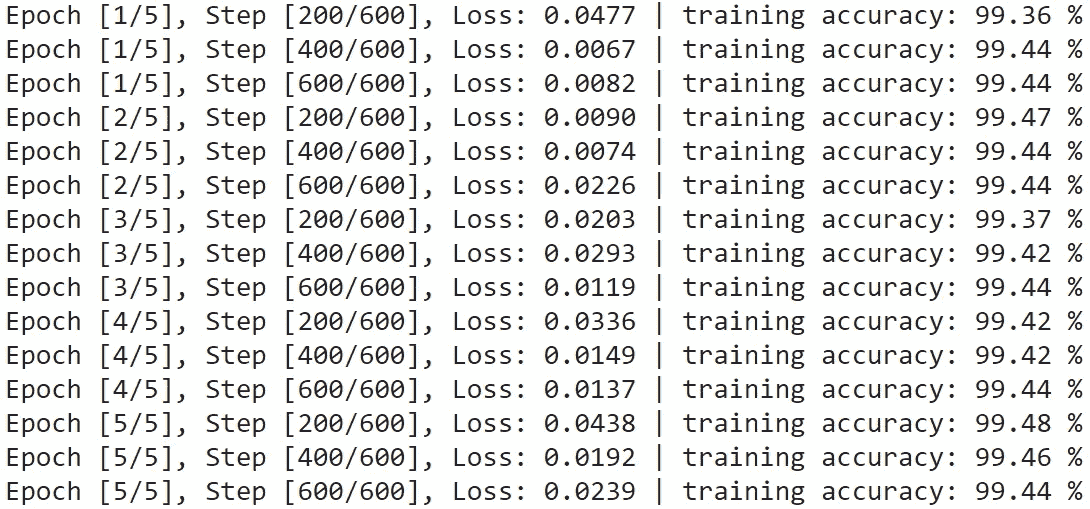 Epoch [1/5], Step [200/600], Loss: 0.0477 | training accuracy: 99.36 %
Epoch [1/5], Step [400/600], Loss: 0.0067 | training accuracy: 99.44 %
Epoch [1/5], Step [600/600], Loss: 0.0082 | training accuracy: 99.44 %
Epoch [2/5], Step [200/600], Loss: 0.0090 | training accuracy: 99.47 %
Epoch [2/5], Step [400/600], Loss: 0.0074 | training accuracy: 99.44 %
Epoch [2/5], Step [600/600], Loss: 0.0226 | training accuracy: 99.44 %
Epoch [3/5], Step [200/600], Loss: 0.0203 | training accuracy: 99.37 %
Epoch [3/5], Step [400/600], Loss: 0.0293 | training accuracy: 99.42 %
Epoch [3/5], Step [600/600], Loss: 0.0119 | training accuracy: 99.44 %
Epoch [4/5], Step [200/600], Loss: 0.0336 | training accuracy: 99.42 %
Epoch [4/5], Step [400/600], Loss: 0.0149 | training accuracy: 99.42 %
Epoch [4/5], Step [600/600], Loss: 0.0137 | training accuracy: 99.44 %
Epoch [5/5], Step [200/600], Loss: 0.0438 | training accuracy: 99.48 %
Epoch [5/5], Step [400/600], Loss: 0.0192 | training accuracy: 99.46 %
Epoch [5/5], Step [600/600], Loss: 0.0239 | training accuracy: 99.44 %